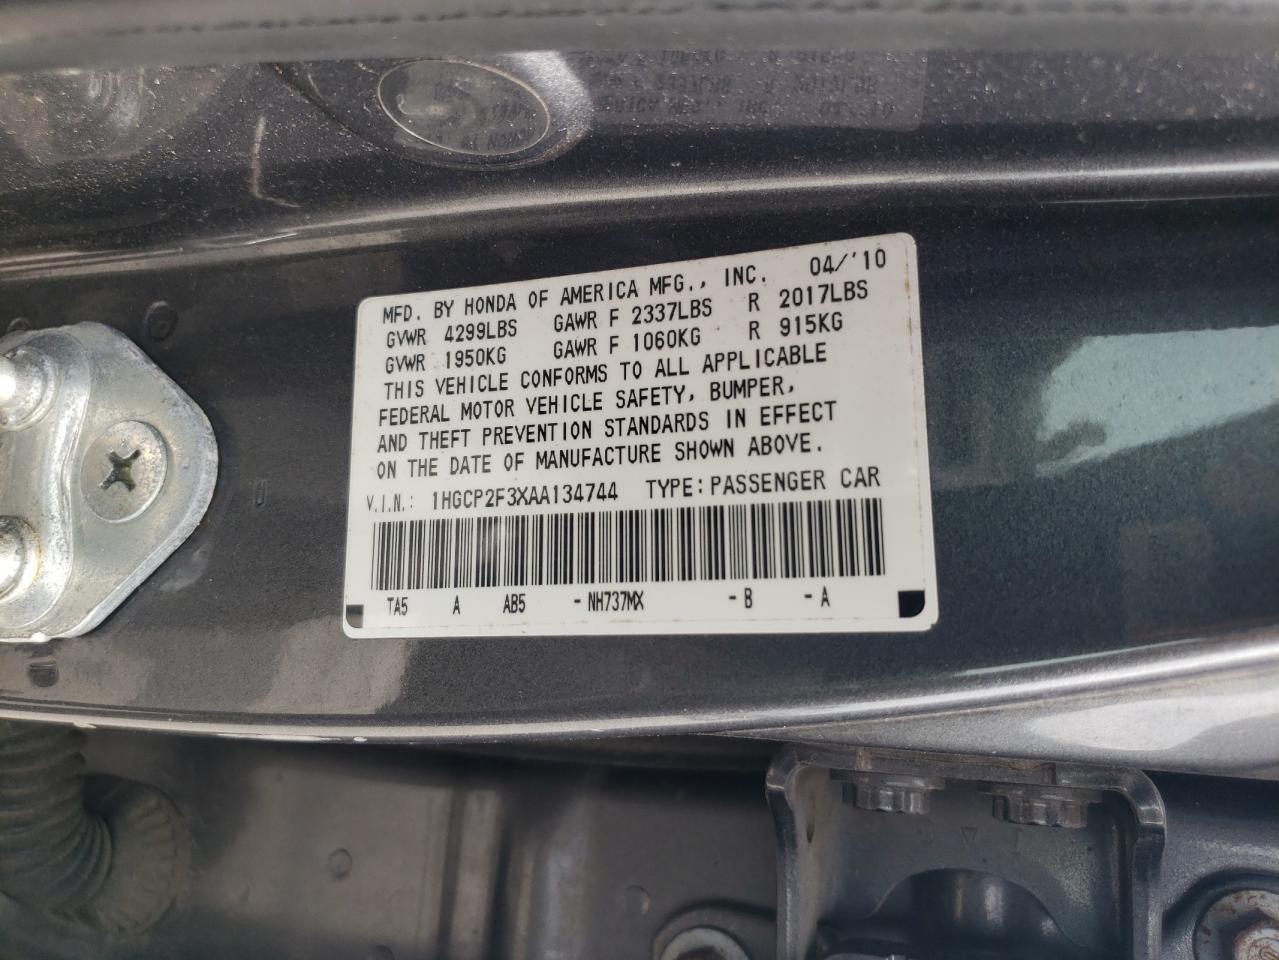 MFD. BY HONDA OF AMERICA MFG., INC. 04/'10
GVWR 4299LBS GAWR F 2337LBS R 2017LBS
GVWR 1950KG GAWR F 1060KG R 915KG
THIS VEHICLE CONFORMS TO ALL APPLICABLE
FEDERAL MOTOR VEHICLE SAFETY, BUMPER,
AND THEFT PREVENTION STANDARDS IN EFFECT
ON THE DATE OF MANUFACTURE SHOWN ABOVE.
V.I.N.: 1HGCP2F3XAA134744 TYPE:PASSENGER CAR
TA5 A AB5 -NH737MX -B -A